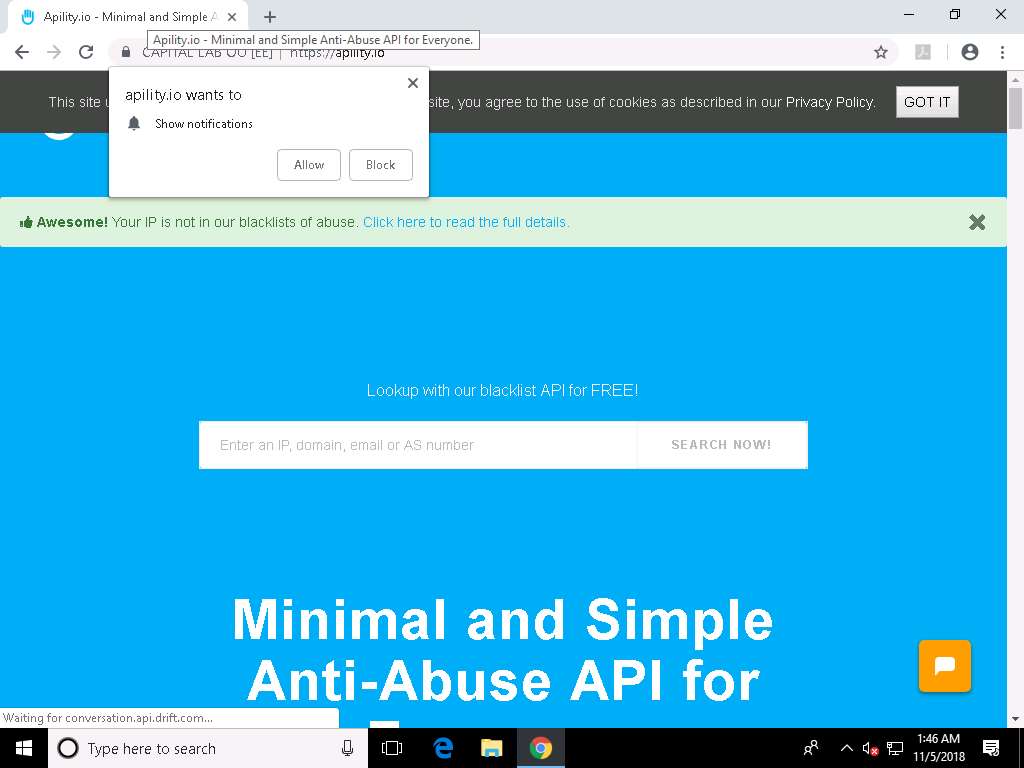 Apility.io - Minimal and Simple A
Apility.io - Minimal and Simple Anti-Abuse API for Everyone.
CAPITAL LAB OU [EE] | https://apility.io
apility.io wants to
Show notifications
Allow Block
This site site, you agree to the use of cookies as described in our Privacy Policy. GOT IT
Awesome! Your IP is not in our blacklists of abuse. Click here to read the full details.
Lookup with our blacklist API for FREE!
Enter an IP, domain, email or AS number SEARCH NOW!
Minimal and Simple
Anti-Abuse API for
Waiting for conversation.api.drift.com...
Type here to search
1:46 AM
11/5/2018